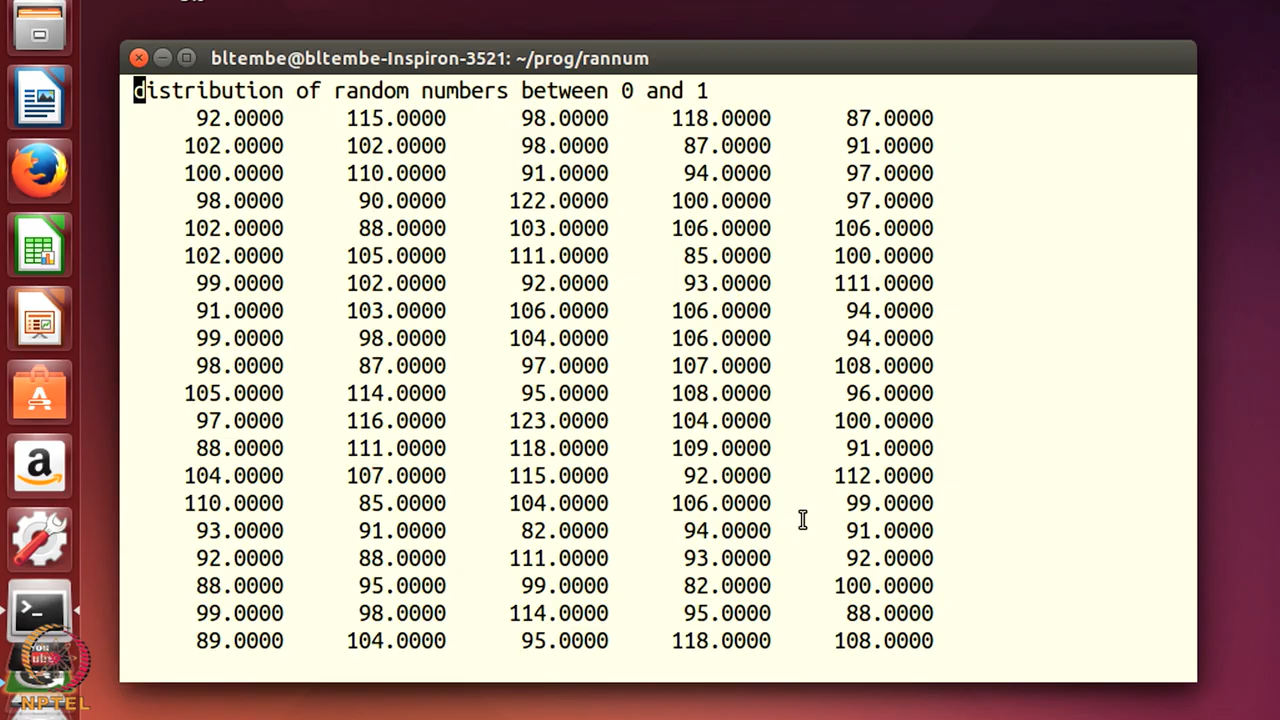 bltembe@bltembe-Inspiron-3521: ~/prog/rannum
distribution of random numbers between 0 and 1
92.0000 115.0000 98.0000 118.0000 87.0000
102.0000 102.0000 98.0000 87.0000 91.0000
100.0000 110.0000 91.0000 94.0000 97.0000
98.0000 90.0000 122.0000 100.0000 97.0000
102.0000 88.0000 103.0000 106.0000 106.0000
102.0000 105.0000 111.0000 85.0000 100.0000
99.0000 102.0000 92.0000 93.0000 111.0000
91.0000 103.0000 106.0000 106.0000 94.0000
99.0000 98.0000 104.0000 106.0000 94.0000
98.0000 87.0000 97.0000 107.0000 108.0000
105.0000 114.0000 95.0000 108.0000 96.0000
97.0000 116.0000 123.0000 104.0000 100.0000
88.0000 111.0000 118.0000 109.0000 91.0000
104.0000 107.0000 115.0000 92.0000 112.0000
110.0000 85.0000 104.0000 106.0000 99.0000
93.0000 91.0000 82.0000 94.0000 91.0000
92.0000 88.0000 111.0000 93.0000 92.0000
88.0000 95.0000 99.0000 82.0000 100.0000
99.0000 98.0000 114.0000 95.0000 88.0000
89.0000 104.0000 95.0000 118.0000 108.0000
NPTEL